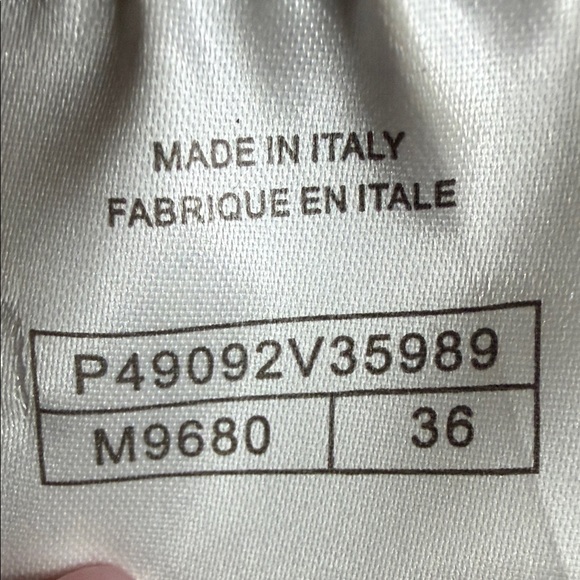 MADE IN ITALY
FABRIQUE EN ITALE
P49092V35989
M9680 36